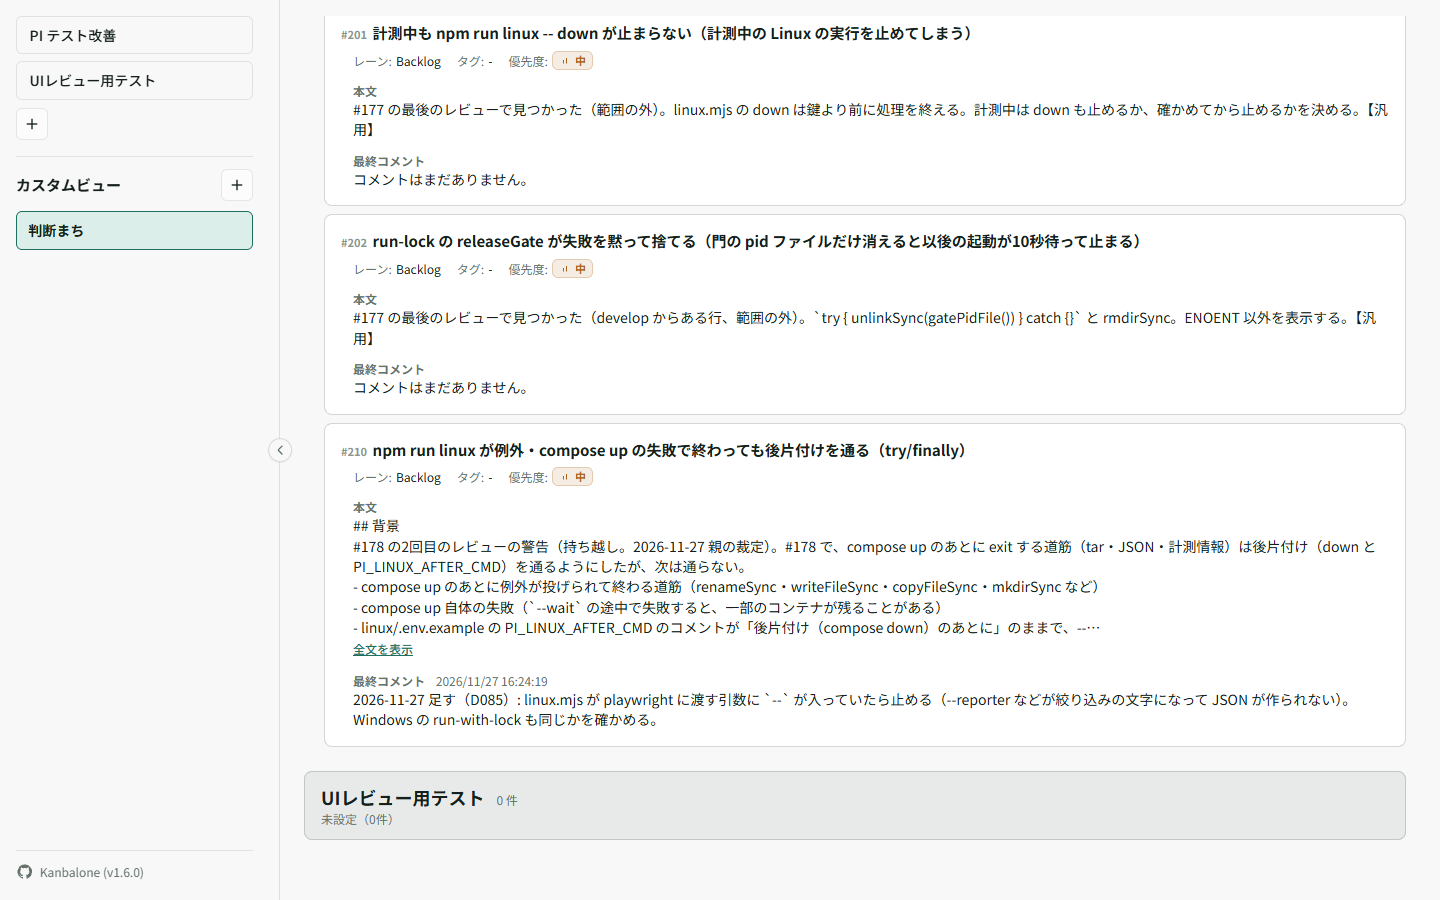 PI テスト改善
UIレビュー用テスト
カスタムビュー
判断まち
Kanbalone (v1.6.0)
#201 計測中も npm run linux -- down が止まらない（計測中の Linux の実行を止めてしまう）
レーン: Backlog タグ: - 優先度: 中
本文
#177 の最後のレビューで見つかった（範囲の外）。linux.mjs の down は鍵より前に処理を終える。計測中は down も止めるか、確かめてから止めるかを決める。【汎
用】
最終コメント
コメントはまだありません。
#202 run-lock の releaseGate が失敗を黙って捨てる（門の pid ファイルだけ消えると以後の起動が10秒待って止まる）
レーン: Backlog タグ: - 優先度: 中
本文
#177 の最後のレビューで見つかった（develop からある行、範囲の外）。`try { unlinkSync(gatePidFile()) } catch {}` と rmdirSync。ENOENT 以外を表示する。【汎
用】
最終コメント
コメントはまだありません。
#210 npm run linux が例外・compose up の失敗で終わっても後片付けを通る（try/finally）
レーン: Backlog タグ: - 優先度: 中
本文
## 背景
#178 の2回目のレビューの警告（持ち越し。2026-11-27 親の裁定）。#178 で、compose up のあとに exit する道筋（tar・JSON・計測情報）は後片付け（down と
PI_LINUX_AFTER_CMD）を通るようにしたが、次は通らない。
- compose up のあとに例外が投げられて終わる道筋（renameSync・writeFileSync・copyFileSync・mkdirSync など）
- compose up 自体の失敗（`--wait` の途中で失敗すると、一部のコンテナが残ることがある）
- linux/.env.example の PI_LINUX_AFTER_CMD のコメントが「後片付け（compose down）のあとに」のままで、--…
全文を表示
最終コメント 2026/11/27 16:24:19
2026-11-27 足す（D085）: linux.mjs が playwright に渡す引数に `--` が入っていたら止める（--reporter などが絞り込みの文字になって JSON が作られない）。
Windows の run-with-lock も同じかを確かめる。
UIレビュー用テスト 0 件
未設定（0件）